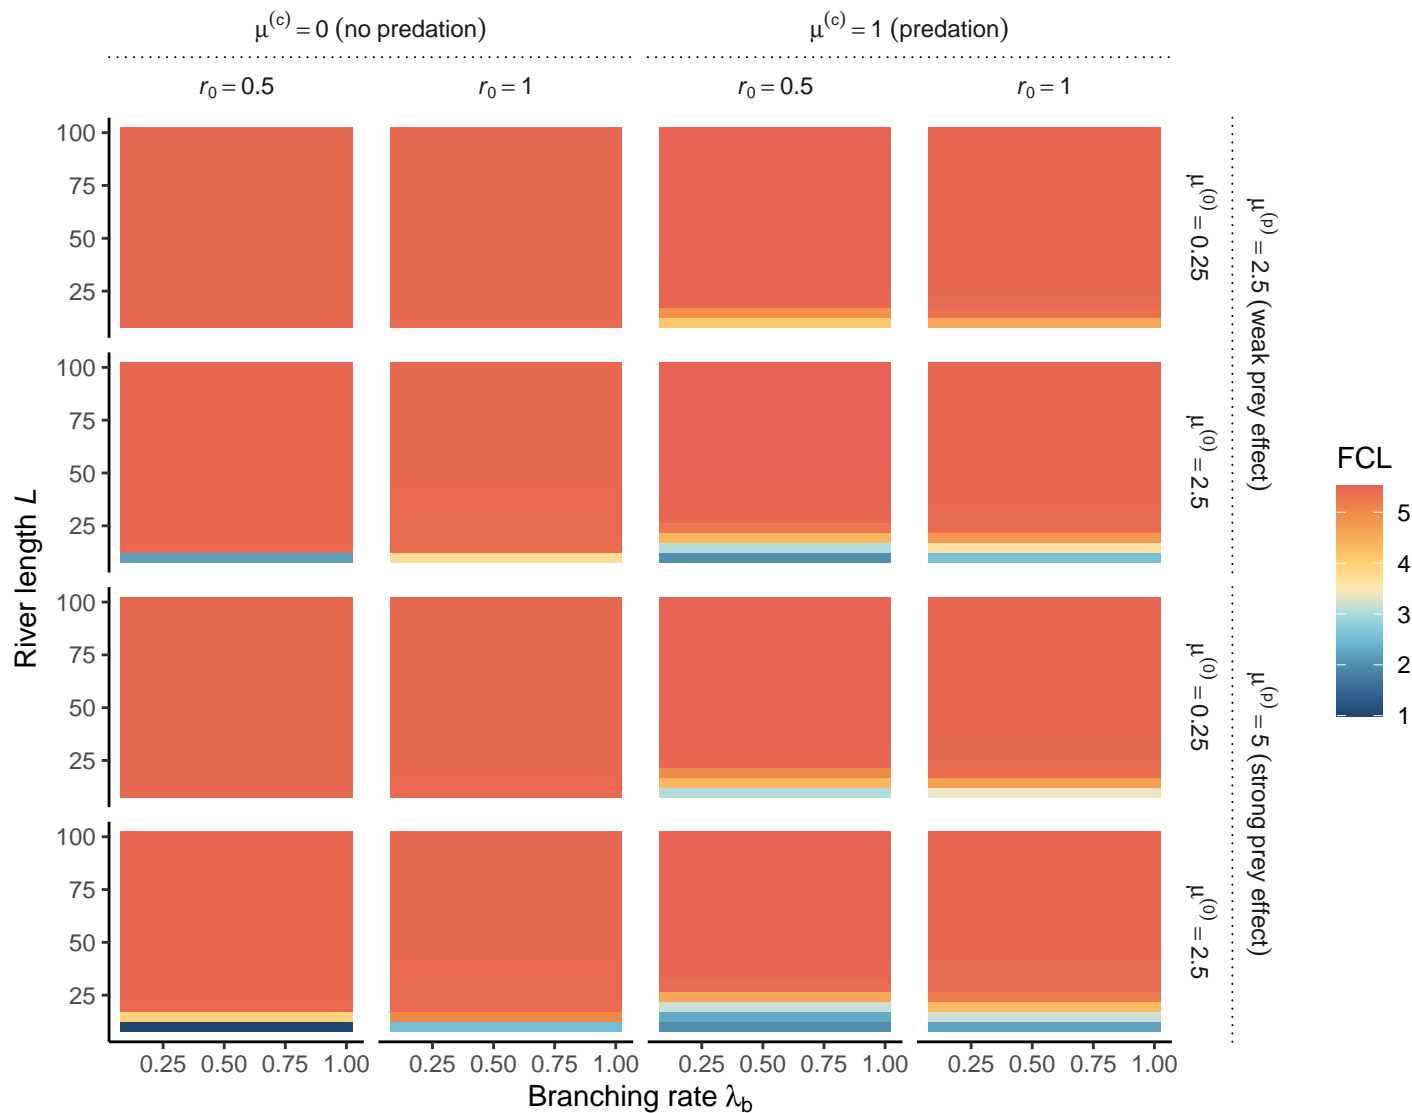 μ(c) = 0 (no predation)
μ(c) = 1 (predation)
r0 = 0.5
r0 = 1
r0 = 0.5
r0 = 1
100
75
50
25
μ(0) = 0.25
100
75
50
25
μ(0) = 2.5
μ(p) = 2.5 (weak prey effect)
100
75
50
25
μ(0) = 0.25
100
75
50
25
μ(0) = 2.5
μ(p) = 5 (strong prey effect)
River length L
0.25 0.50 0.75 1.00
0.25 0.50 0.75 1.00
0.25 0.50 0.75 1.00
0.25 0.50 0.75 1.00
Branching rate λb
FCL
5
4
3
2
1